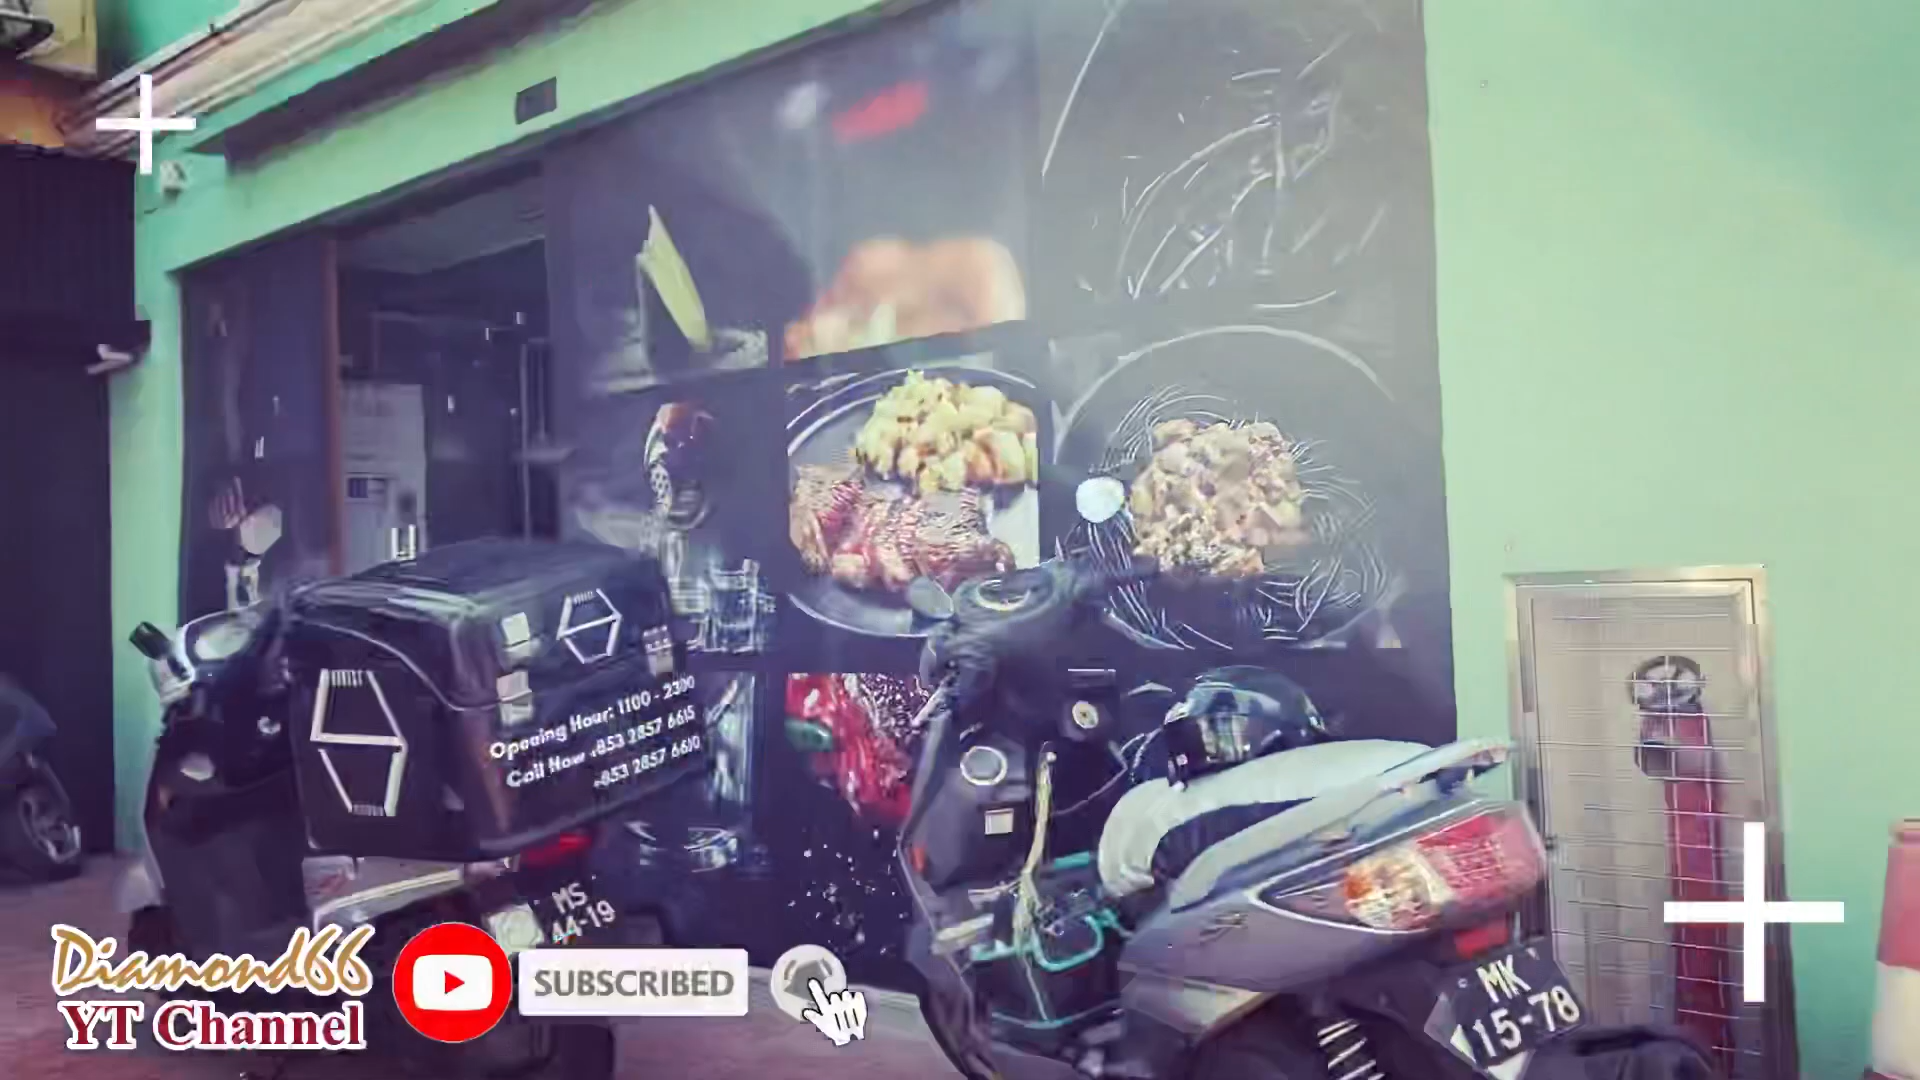 Opening Hour: 1100 - 2300
Call Now +853 2857 6615
+853 2857 6610
MS
44-19
MK
15-78
Diamond66
YT Channel
SUBSCRIBED